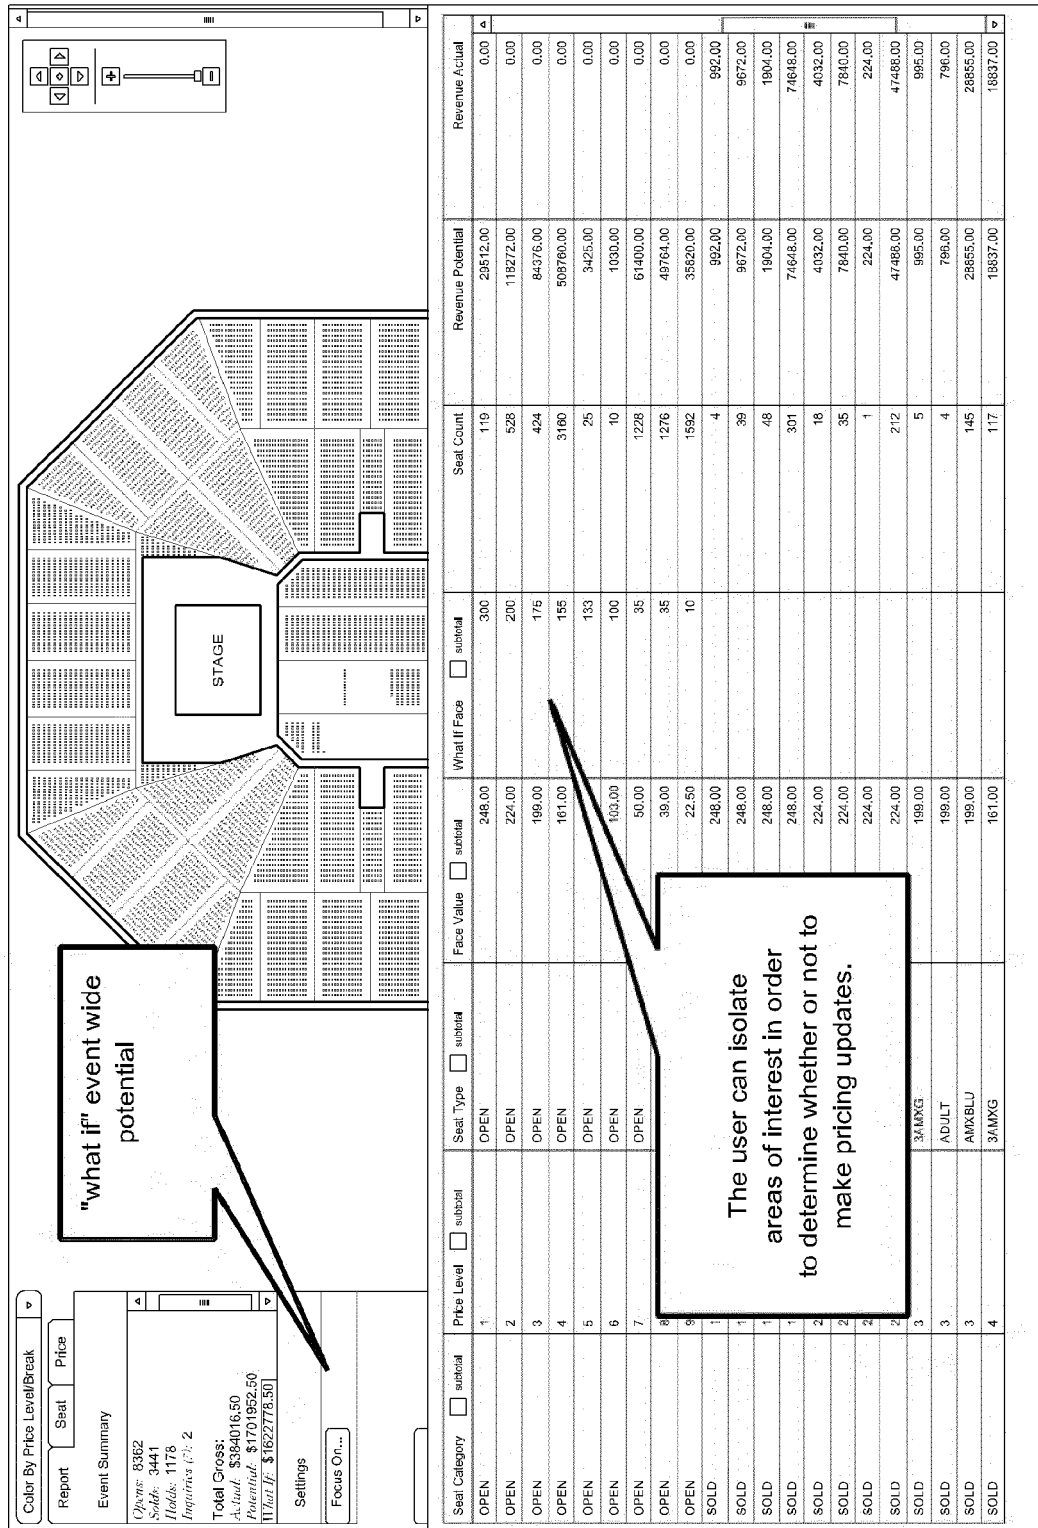 Color By Price Level/Break
Report Seat Price
Event Summary
Opens: 8362
Solds: 3441
Holds: 1178
Inquiries (?): 2
Total Gross:
Actual: $384016.50
Potential: $1701952.50
What If: $1622778.50
Settings
Focus On...
"what if" event wide
potential
STAGE
Seat Category subtotal Price Level subtotal Seat Type subtotal Face Value subtotal What If Face subtotal Seat Count Revenue Potential Revenue Actual
OPEN 1 OPEN 248.00 300 119 29512.00 0.00
OPEN 2 OPEN 224.00 200 528 118272.00 0.00
OPEN 3 OPEN 199.00 175 424 84376.00 0.00
OPEN 4 OPEN 161.00 155 3160 508760.00 0.00
OPEN 5 OPEN 133 25 3425.00 0.00
OPEN 6 OPEN 103.00 100 10 1030.00 0.00
OPEN 7 OPEN 50.00 35 1228 61400.00 0.00
OPEN 8 39.00 35 1276 49764.00 0.00
OPEN 9 22.50 10 1592 35820.00 0.00
SOLD 1 248.00 4 992.00 992.00
SOLD 1 248.00 39 9672.00 9672.00
SOLD 1 248.00 48 1904.00 1904.00
SOLD 1 248.00 301 74648.00 74648.00
SOLD 2 224.00 18 4032.00 4032.00
SOLD 2 224.00 35 7840.00 7840.00
SOLD 2 224.00 1 224.00 224.00
SOLD 2 224.00 212 47488.00 47488.00
SOLD 3 3AMXG 199.00 5 995.00 995.00
SOLD 3 ADULT 199.00 4 796.00 796.00
SOLD 3 AMXBLU 199.00 145 28855.00 28855.00
SOLD 4 3AMXG 161.00 117 18837.00 18837.00
The user can isolate
areas of interest in order
to determine whether or not to
make pricing updates.